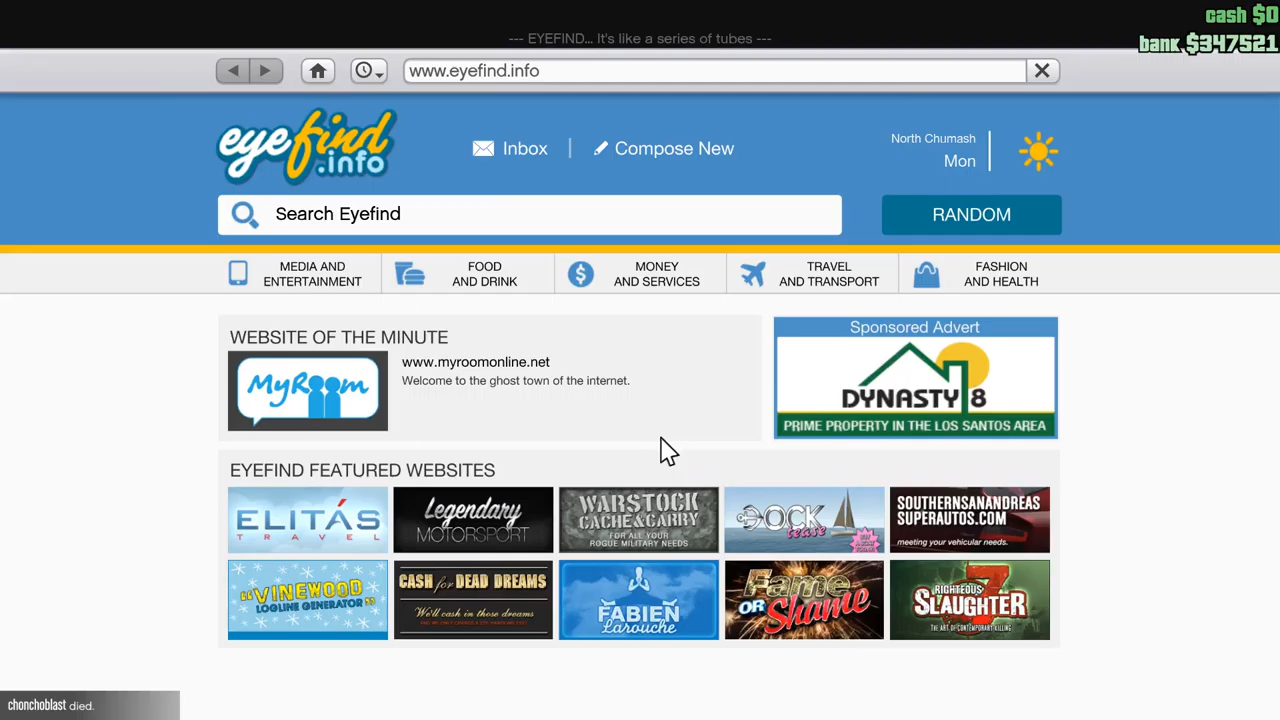 cash $0
--- EYEFIND... It's like a series of tubes ---
bank $347521
www.eyefind.info
eyefind
.info
Inbox
Compose New
North Chumash
Mon
Search Eyefind
RANDOM
MEDIA AND
ENTERTAINMENT
FOOD
AND DRINK
MONEY
AND SERVICES
TRAVEL
AND TRANSPORT
FASHION
AND HEALTH
WEBSITE OF THE MINUTE
MyRoom
www.myroomonline.net
Welcome to the ghost town of the internet.
Sponsored Advert
DYNASTY 8
PRIME PROPERTY IN THE LOS SANTOS AREA
EYEFIND FEATURED WEBSITES
ELITÁS
TRAVEL
Legendary
MOTORSPORT
WARSTOCK
CACHE & CARRY
FOR ALL YOUR
ROGUE MILITARY NEEDS
DOCK
tease
SOUTHERNSANANDREAS
SUPERAUTOS.COM
meeting your vehicular needs.
"VINEWOOD
LOGLINE GENERATOR"
CASH for DEAD DREAMS
We'll cash in those dreams
FABIEN
Larouche
Fame
OR Shame
RIGHTEOUS
SLAUGHTER
7
THE ART OF CONTEMPORARY KILLING
chonchoblast died.